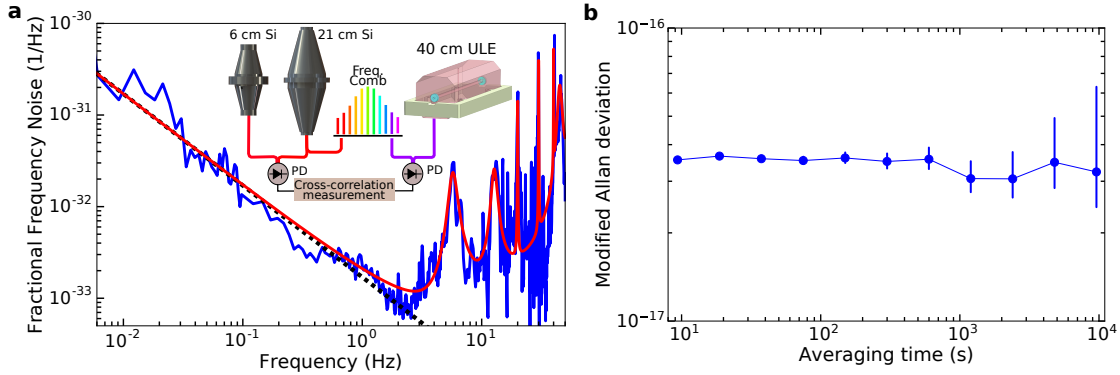 a
b
10^-30
10^-31
10^-32
10^-33
Fractional Frequency Noise (1/Hz)
6 cm Si
21 cm Si
40 cm ULE
Freq.
Comb
PD
PD
Cross-correlation
measurement
10^-2
10^-1
10^0
10^1
Frequency (Hz)
10^-16
10^-17
Modified Allan deviation
10^1
10^2
10^3
10^4
Averaging time (s)